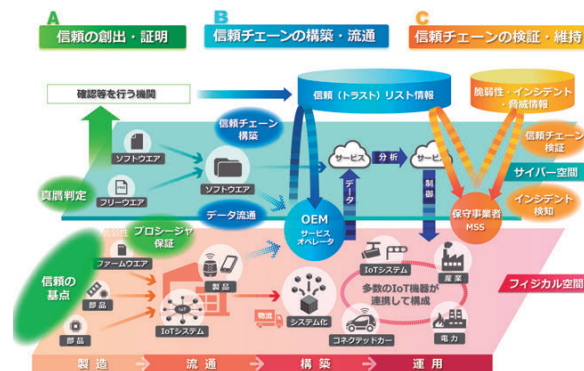 A
信頼の創出・証明
B
信頼チェーンの構築・流通
C
信頼チェーンの検証・維持
確認等を行う機関
信頼（トラスト）リスト情報
脆弱性・インシデント・
脅威情報
信頼チェーン
構築
信頼チェーン
検証
ソフトウエア
サービス
分析
サービス
サイバー空間
真贋判定
フリーウエア
ソフトウエア
データ
制御
インシデント
検知
データ流通
OEM
サービス
オペレータ
保守事業者
MSS
プロシージャ
保証
ファームウエア
信頼の
基点
部品
製品
IoTシステム
産業
フィジカル空間
多数のIoT機器が
連携して構成
IoT
IoTシステム
物流
システム化
部品
コネクテッドカー
電力
製造
流通
構築
運用